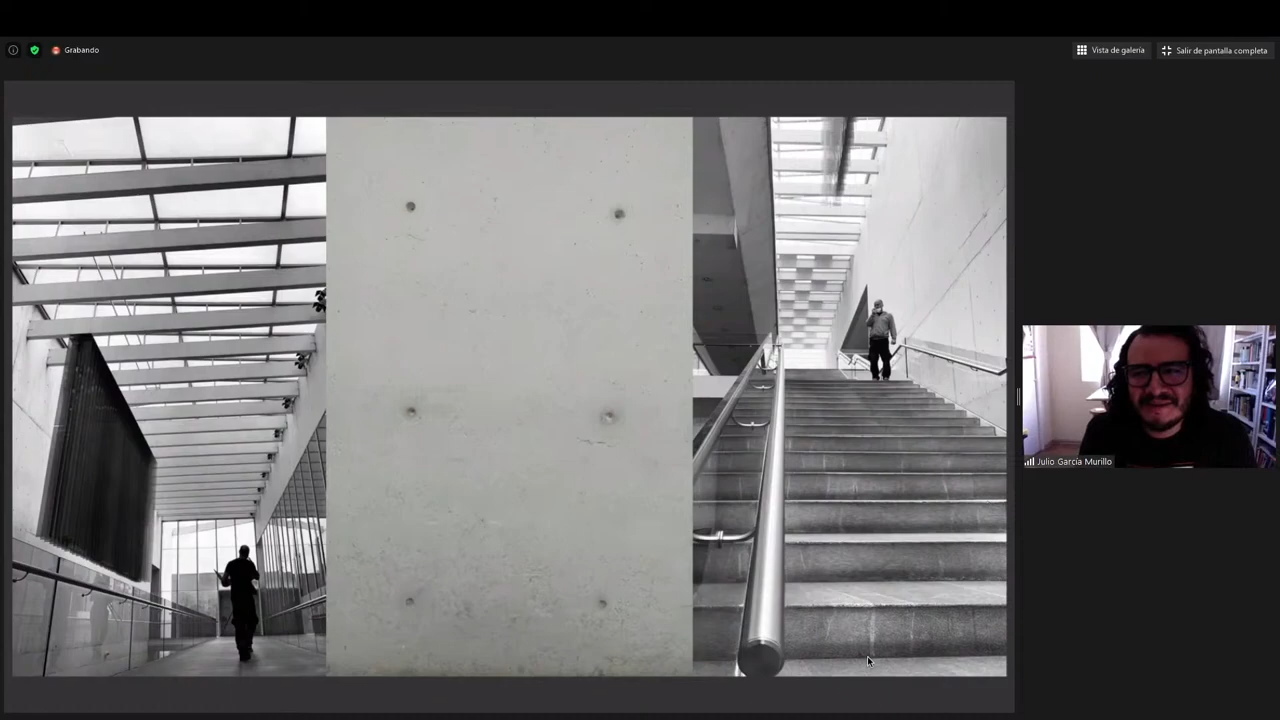 Grabando
Vista de galería
Salir de pantalla completa
Julio García Murillo